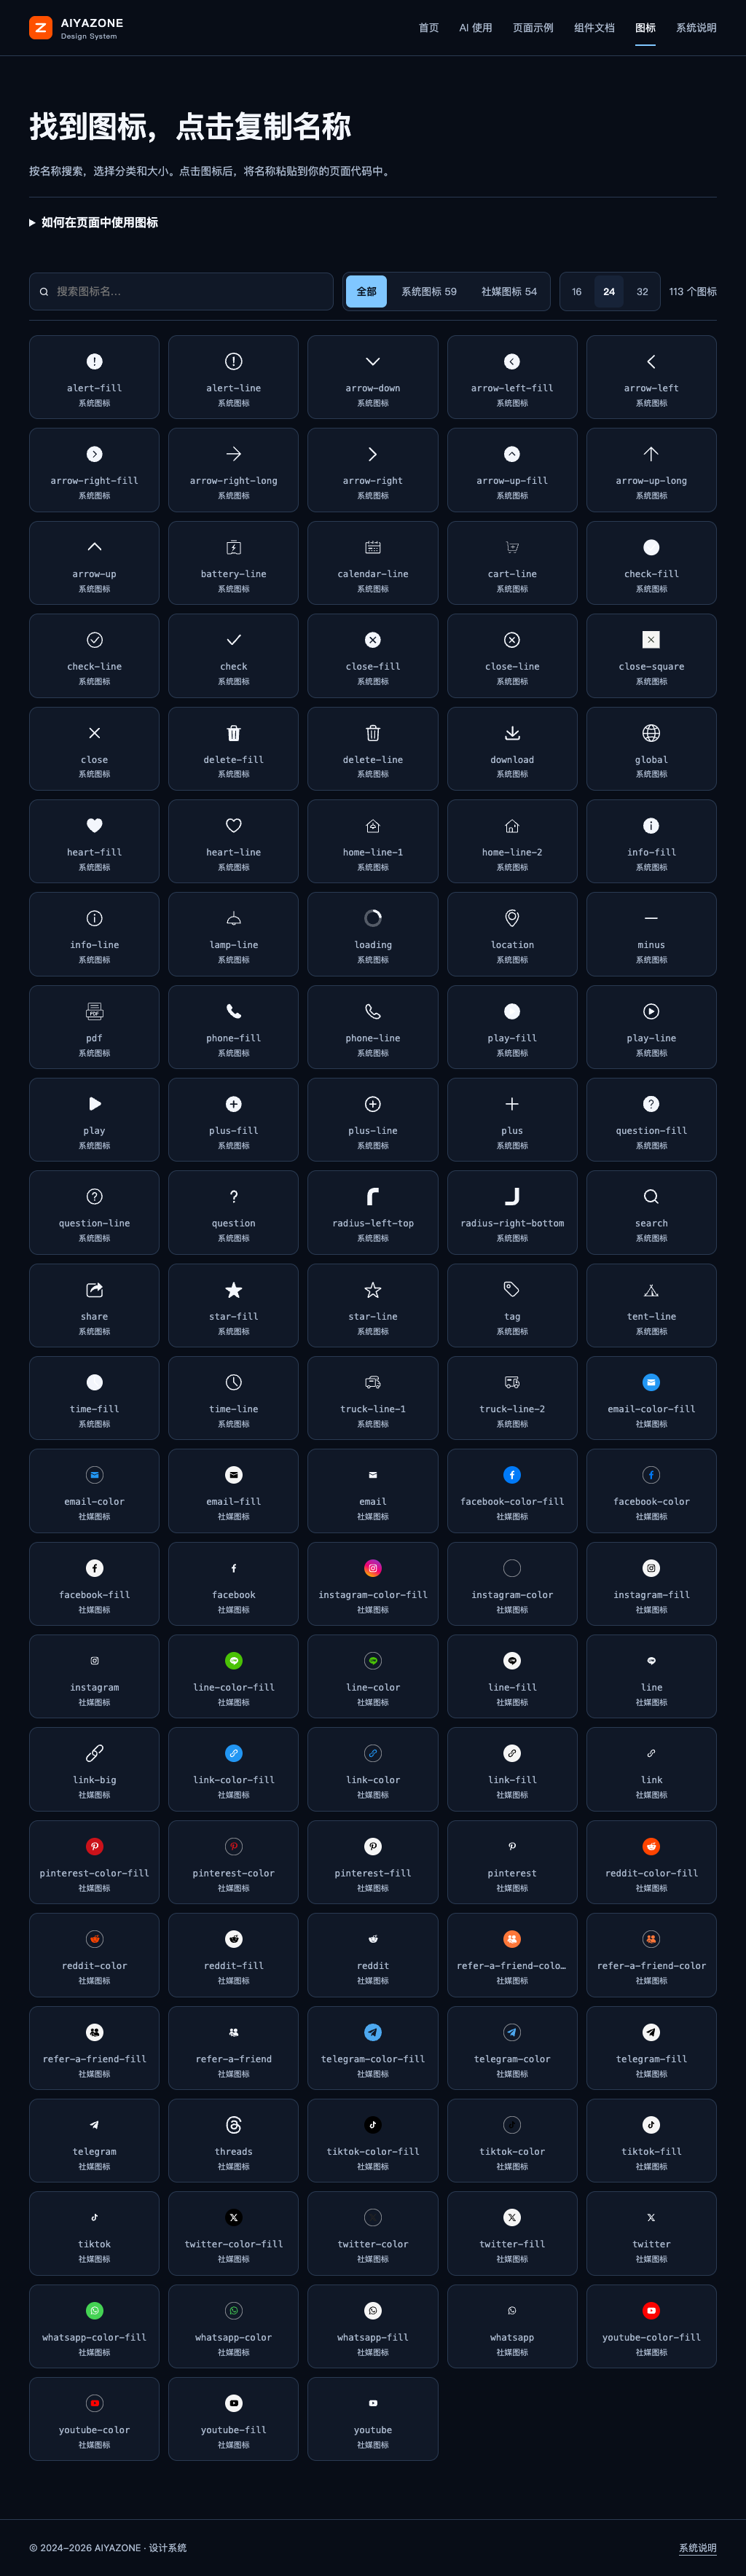 AIYAZONE
Design System
首页 AI 使用 页面示例 组件文档 图标 系统说明
找到图标，点击复制名称
按名称搜索，选择分类和大小。点击图标后，将名称粘贴到你的页面代码中。
如何在页面中使用图标
搜索图标名... 全部 系统图标 59 社媒图标 54 16 24 32 113 个图标
alert-fill alert-line arrow-down arrow-left-fill arrow-left
系统图标 系统图标 系统图标 系统图标 系统图标
arrow-right-fill arrow-right-long arrow-right arrow-up-fill arrow-up-long
系统图标 系统图标 系统图标 系统图标 系统图标
arrow-up battery-line calendar-line cart-line check-fill
系统图标 系统图标 系统图标 系统图标 系统图标
check-line check close-fill close-line close-square
系统图标 系统图标 系统图标 系统图标 系统图标
close delete-fill delete-line download global
系统图标 系统图标 系统图标 系统图标 系统图标
heart-fill heart-line home-line-1 home-line-2 info-fill
系统图标 系统图标 系统图标 系统图标 系统图标
info-line lamp-line loading location minus
系统图标 系统图标 系统图标 系统图标 系统图标
PDF
pdf phone-fill phone-line play-fill play-line
系统图标 系统图标 系统图标 系统图标 系统图标
play plus-fill plus-line plus question-fill
系统图标 系统图标 系统图标 系统图标 系统图标
question-line question radius-left-top radius-right-bottom search
系统图标 系统图标 系统图标 系统图标 系统图标
share star-fill star-line tag tent-line
系统图标 系统图标 系统图标 系统图标 系统图标
time-fill time-line truck-line-1 truck-line-2 email-color-fill
系统图标 系统图标 系统图标 系统图标 社媒图标
email-color email-fill email facebook-color-fill facebook-color
社媒图标 社媒图标 社媒图标 社媒图标 社媒图标
facebook-fill facebook instagram-color-fill instagram-color instagram-fill
社媒图标 社媒图标 社媒图标 社媒图标 社媒图标
instagram line-color-fill line-color line-fill line
社媒图标 社媒图标 社媒图标 社媒图标 社媒图标
link-big link-color-fill link-color link-fill link
社媒图标 社媒图标 社媒图标 社媒图标 社媒图标
pinterest-color-fill pinterest-color pinterest-fill pinterest reddit-color-fill
社媒图标 社媒图标 社媒图标 社媒图标 社媒图标
reddit-color reddit-fill reddit refer-a-friend-colo… refer-a-friend-color
社媒图标 社媒图标 社媒图标 社媒图标 社媒图标
refer-a-friend-fill refer-a-friend telegram-color-fill telegram-color telegram-fill
社媒图标 社媒图标 社媒图标 社媒图标 社媒图标
telegram threads tiktok-color-fill tiktok-color tiktok-fill
社媒图标 社媒图标 社媒图标 社媒图标 社媒图标
tiktok twitter-color-fill twitter-color twitter-fill twitter
社媒图标 社媒图标 社媒图标 社媒图标 社媒图标
whatsapp-color-fill whatsapp-color whatsapp-fill whatsapp youtube-color-fill
社媒图标 社媒图标 社媒图标 社媒图标 社媒图标
youtube-color youtube-fill youtube
社媒图标 社媒图标 社媒图标
© 2024–2026 AIYAZONE · 设计系统 系统说明